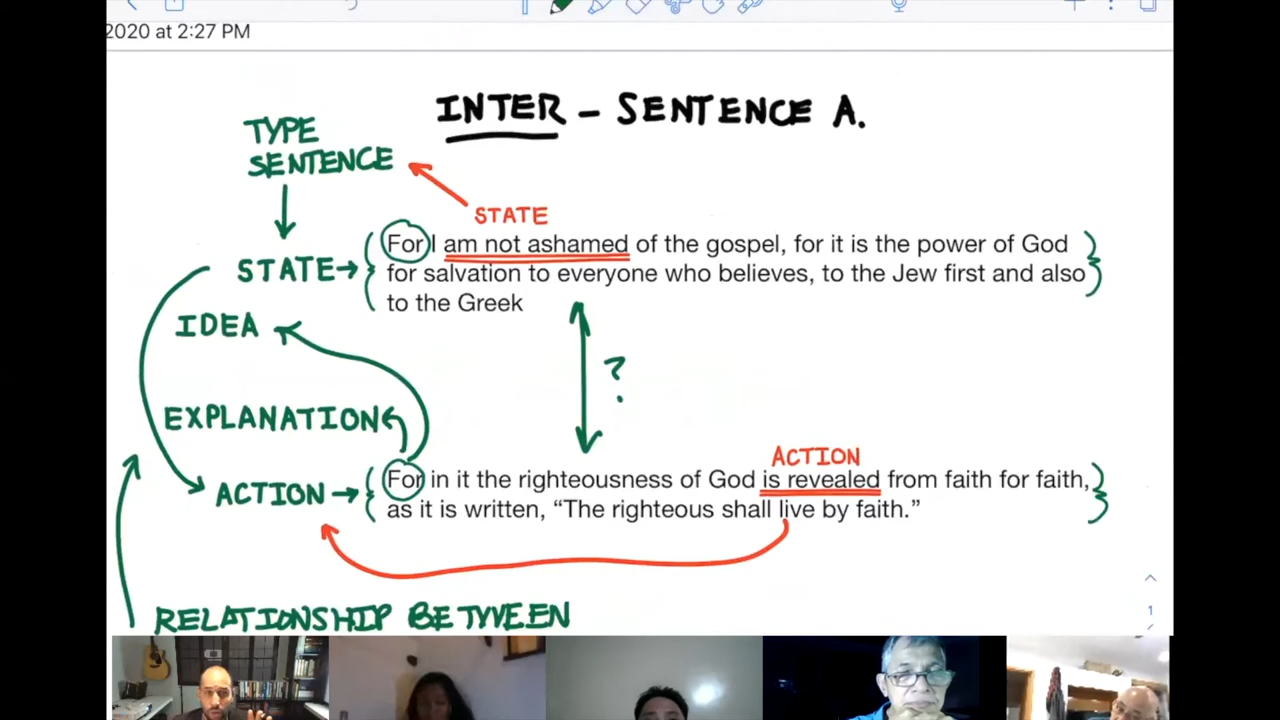 2020 at 2:27 PM
INTER - SENTENCE A.
TYPE
SENTENCE
STATE
For I am not ashamed of the gospel, for it is the power of God
STATE
for salvation to everyone who believes, to the Jew first and also
to the Greek
IDEA
?
EXPLANATION
ACTION
For in it the righteousness of God is revealed from faith for faith,
ACTION
as it is written, “The righteous shall live by faith.”
RELATIONSHIP BETWEEN
1